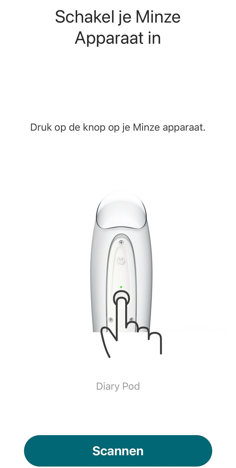 Schakel je Minze
Apparaat in
Druk op de knop op je Minze apparaat.
Diary Pod
Scannen